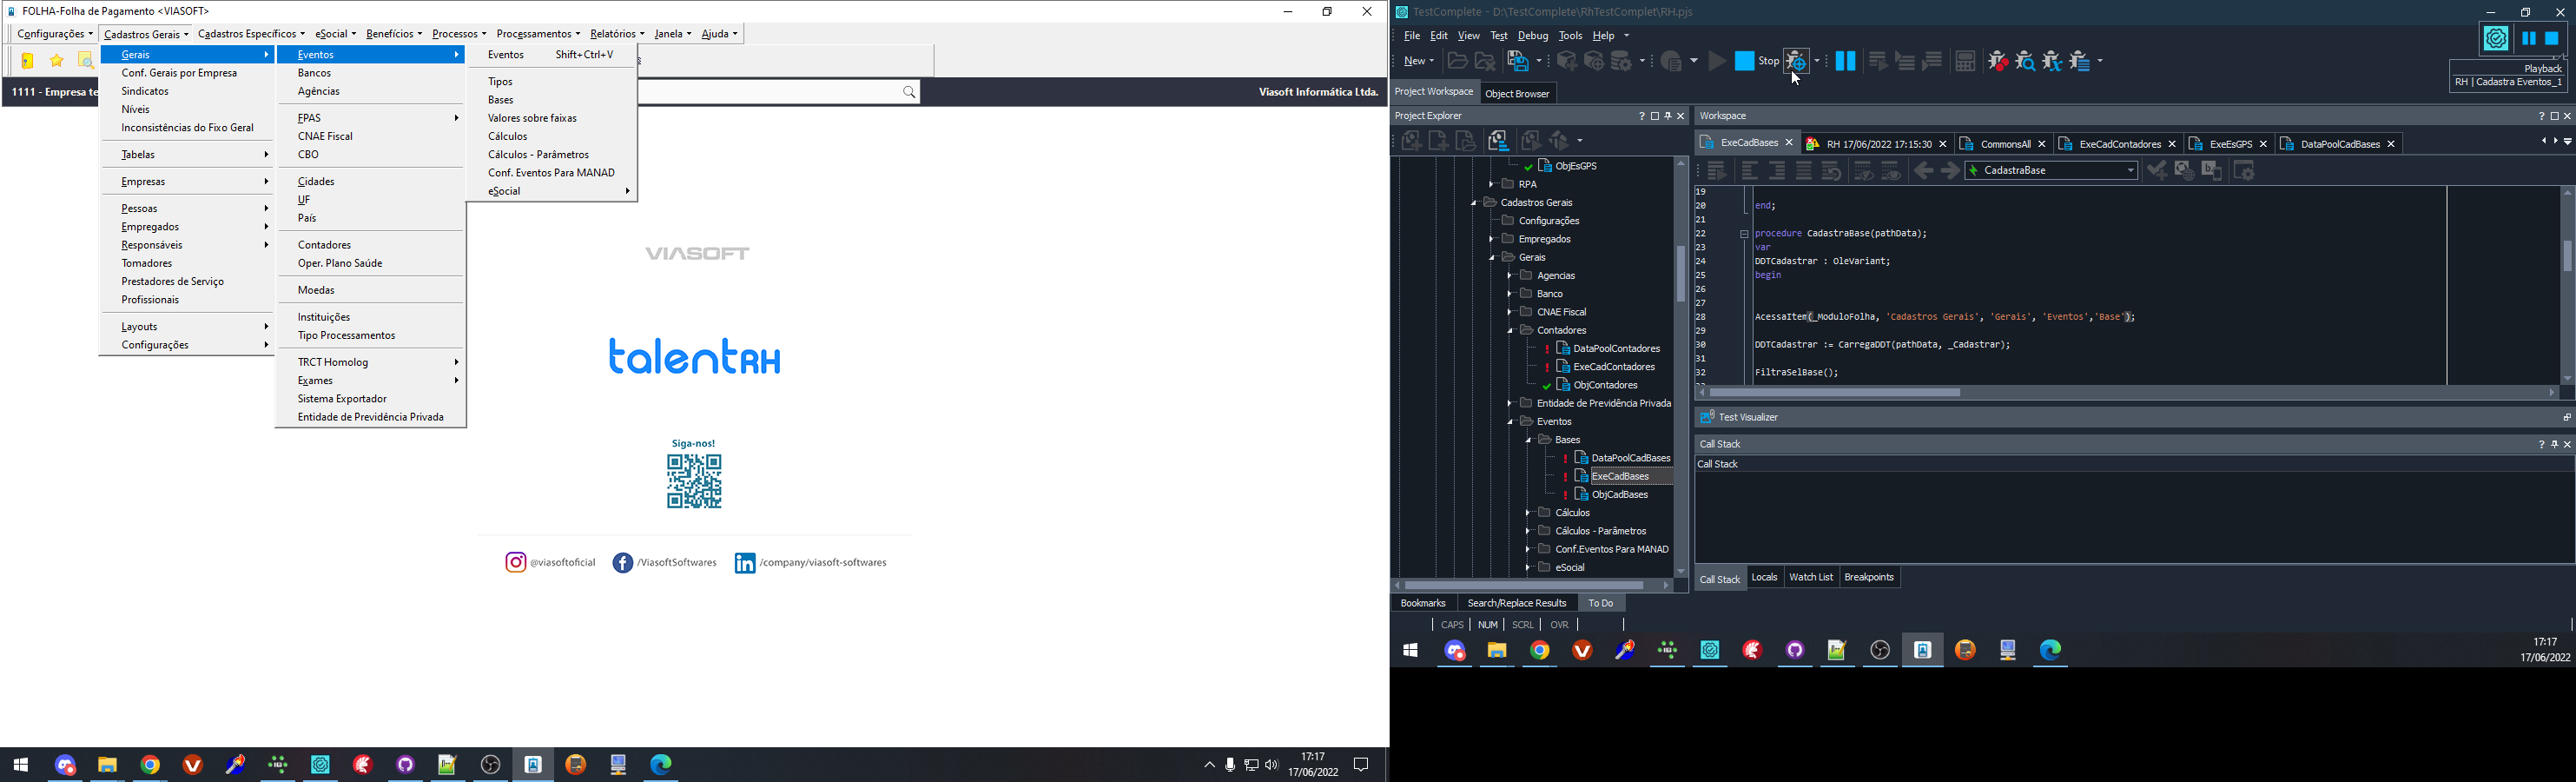 FOLHA-Folha de Pagamento <VIASOFT>
Configurações Cadastros Gerais Cadastros Específicos eSocial Benefícios Processos Processamentos Relatórios Janela Ajuda
1111 - Empresa te
Viasoft Informática Ltda.
Gerais
Conf. Gerais por Empresa
Sindicatos
Níveis
Inconsistências do Fixo Geral
Tabelas
Empresas
Pessoas
Empregados
Responsáveis
Tomadores
Prestadores de Serviço
Profissionais
Layouts
Configurações
Eventos
Bancos
Agências
FPAS
CNAE Fiscal
CBO
Cidades
UF
País
Contadores
Oper. Plano Saúde
Moedas
Instituições
Tipo Processamentos
TRCT Homolog
Exames
Sistema Exportador
Entidade de Previdência Privada
Eventos Shift+Ctrl+V
Tipos
Bases
Valores sobre faixas
Cálculos
Cálculos - Parâmetros
Conf. Eventos Para MANAD
eSocial
VIASOFT
talentRH
Siga-nos!
@viasoftoficial /ViasoftSoftwares /company/viasoft-softwares
17:17
17/06/2022
TestComplete - D:\TestComplete\RhTestComplet\RH.pjs
File Edit View Test Debug Tools Help
New Stop
Playback
RH | Cadastra Eventos_1
Project Workspace Object Browser
Project Explorer
ObjEsGPS
RPA
Cadastros Gerais
Configurações
Empregados
Gerais
Agencias
Banco
CNAE Fiscal
Contadores
DataPoolContadores
ExeCadContadores
ObjContadores
Entidade de Previdência Privada
Eventos
Bases
DataPoolCadBases
ExeCadBases
ObjCadBases
Cálculos
Cálculos - Parâmetros
Conf.Eventos Para MANAD
eSocial
Workspace
ExeCadBases RH 17/06/2022 17:15:30 CommonsAll ExeCadContadores ExeEsGPS DataPoolCadBases
CadastraBase
19
20 end;
21
22 procedure CadastraBase(pathData);
23 var
24 DDTCadastrar : OleVariant;
25 begin
26
27
28 AcessaItem(_ModuloFolha, 'Cadastros Gerais', 'Gerais', 'Eventos','Base');
29
30 DDTCadastrar := CarregaDDT(pathData, _Cadastrar);
31
32 FiltraSelBase();
Test Visualizer
Call Stack
Call Stack
Call Stack Locals Watch List Breakpoints
Bookmarks Search/Replace Results To Do
CAPS NUM SCRL OVR
17:17
17/06/2022